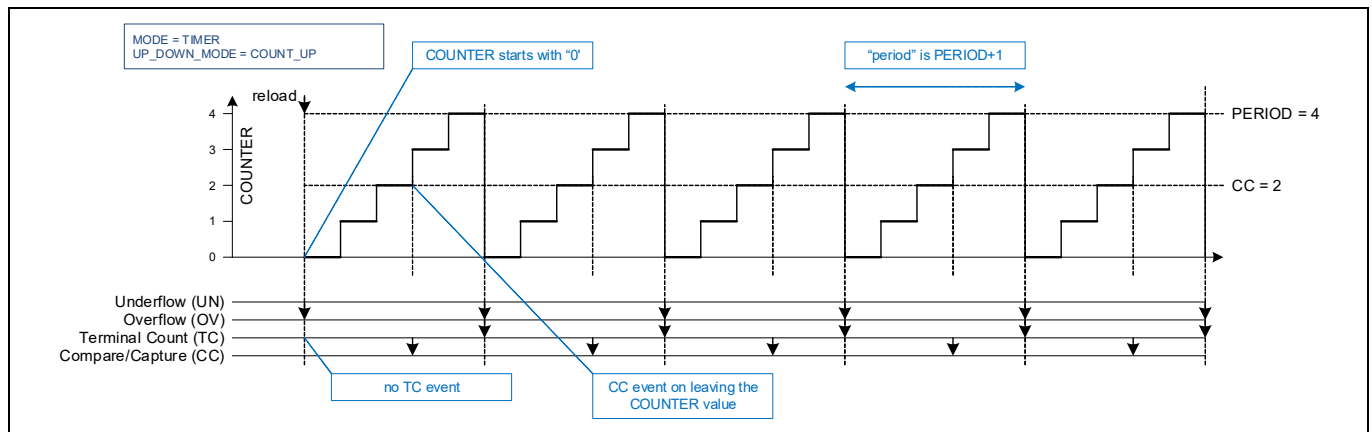 MODE = TIMER
UP_DOWN_MODE = COUNT_UP
COUNTER starts with “0'
“period” is PERIOD+1
reload
4
3
2
1
0
COUNTER
PERIOD = 4
CC = 2
Underflow (UN)
Overflow (OV)
Terminal Count (TC)
Compare/Capture (CC)
no TC event
CC event on leaving the
COUNTER value